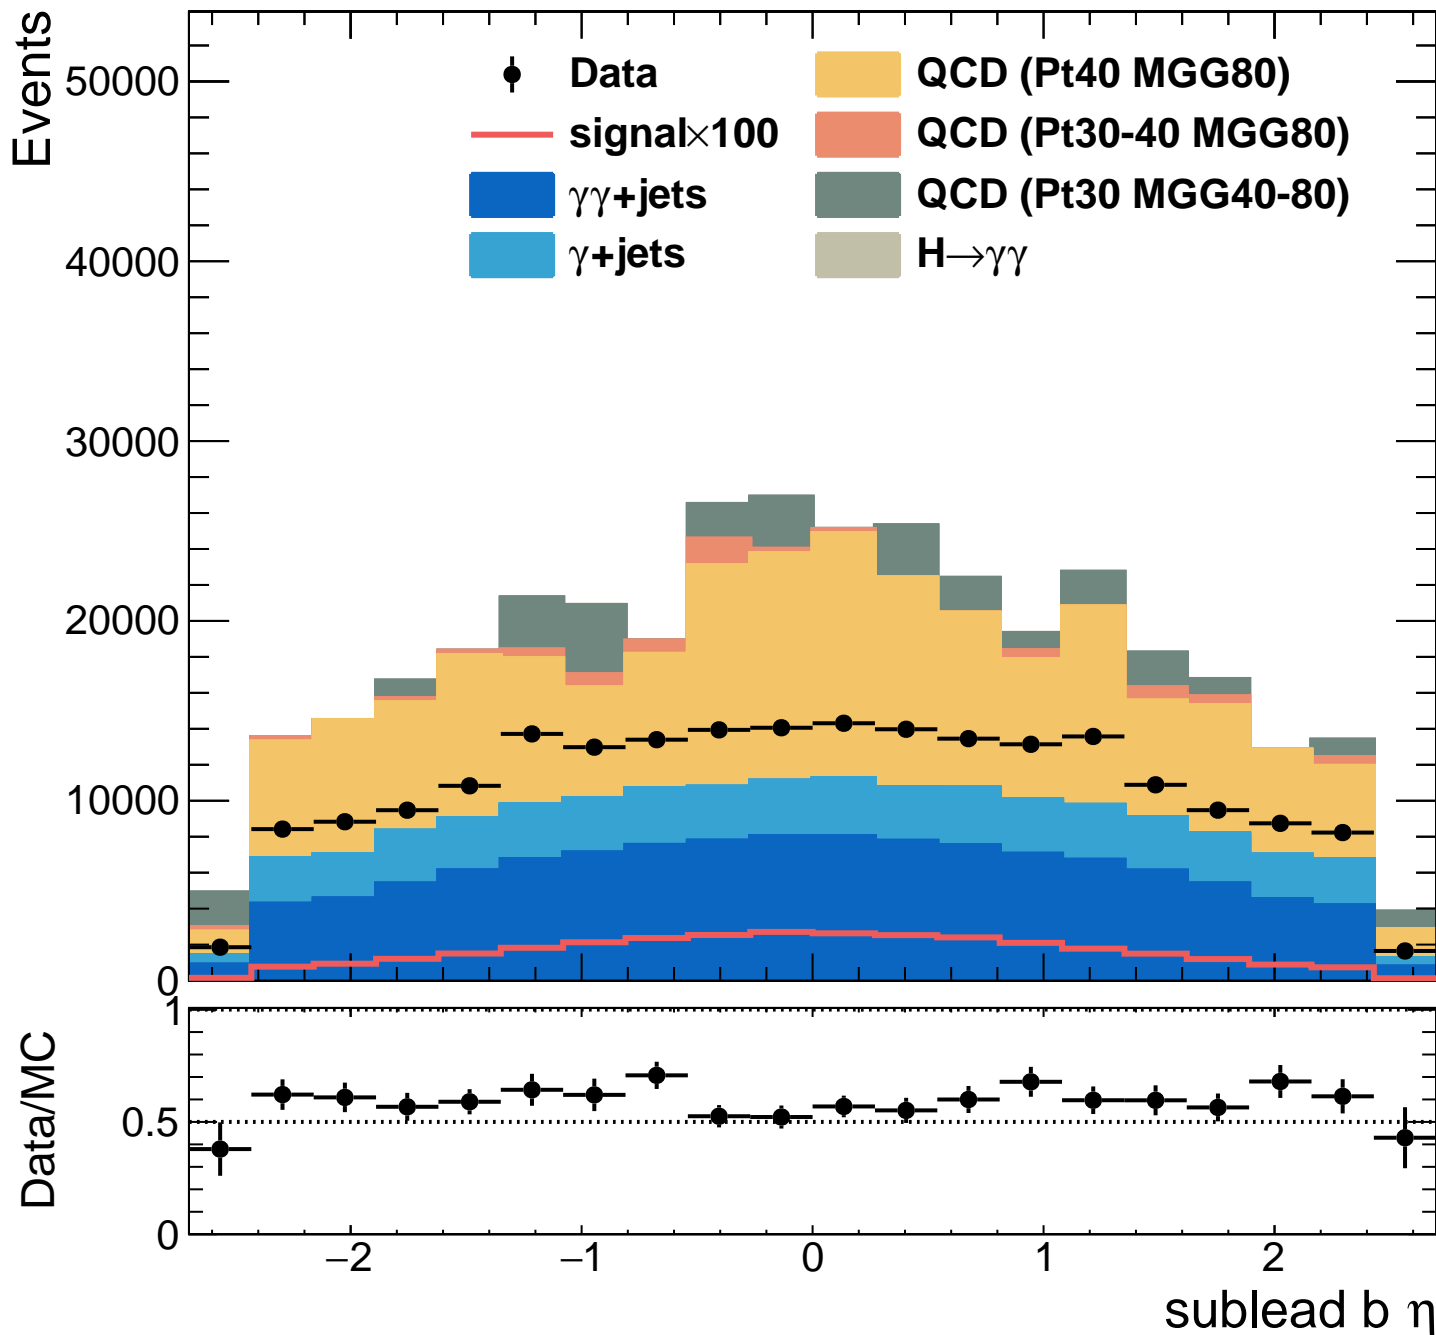 Events
50000
40000
30000
20000
10000
0
Data
signal×100
γγ+jets
γ+jets
QCD (Pt40 MGG80)
QCD (Pt30-40 MGG80)
QCD (Pt30 MGG40-80)
H→γγ
Data/MC
1
0.5
0
−2 −1 0 1 2
sublead b η